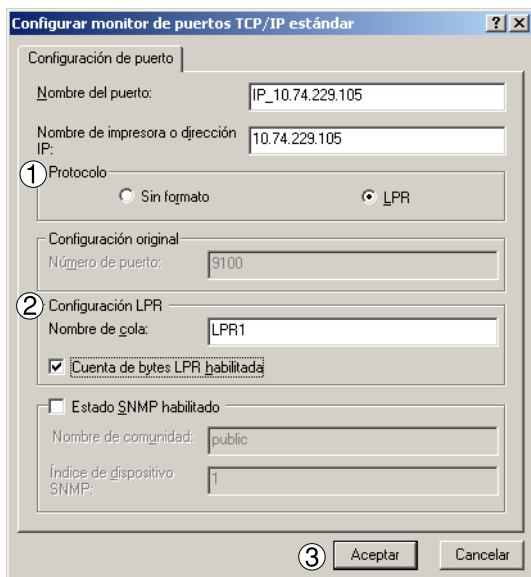 Configurar monitor de puertos TCP/IP estándar
Configuración de puerto
Nombre del puerto: IP_10.74.229.105
Nombre de impresora o dirección
IP: 10.74.229.105
1 Protocolo
Sin formato LPR
Configuración original
Número de puerto: 9100
2 Configuración LPR
Nombre de cola: LPR1
Cuenta de bytes LPR habilitada
Estado SNMP habilitado
Nombre de comunidad: public
Índice de dispositivo
SNMP: 1
3 Aceptar Cancelar